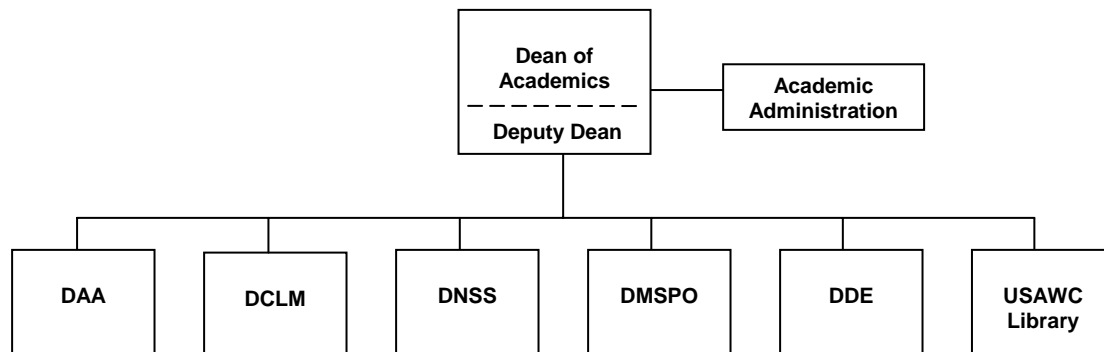 Dean of
Academics
Deputy Dean
Academic
Administration
DAA
DCLM
DNSS
DMSPO
DDE
USAWC
Library